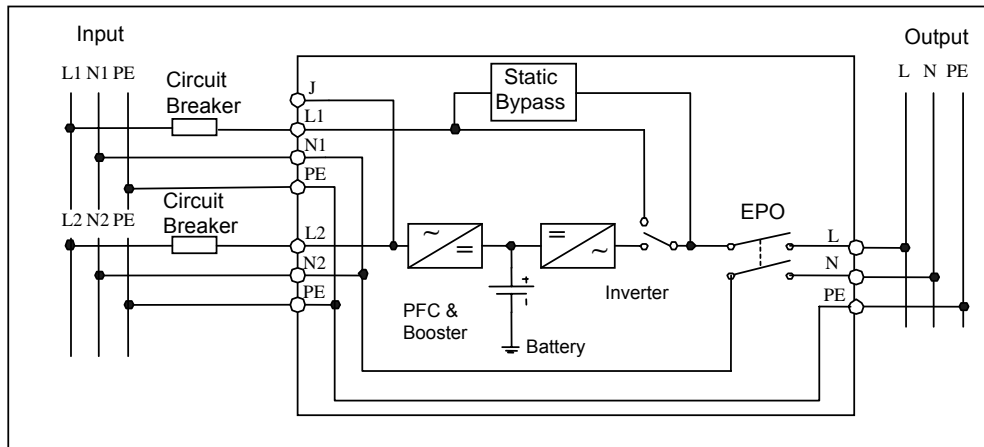 Input
Output
L1 N1 PE
L N PE
Circuit
Breaker
J
L1
N1
PE
Static
Bypass
L2 N2 PE
Circuit
Breaker
L2
N2
PE
~
=
=
~
+
-
PFC &
Booster
Battery
Inverter
EPO
L
N
PE